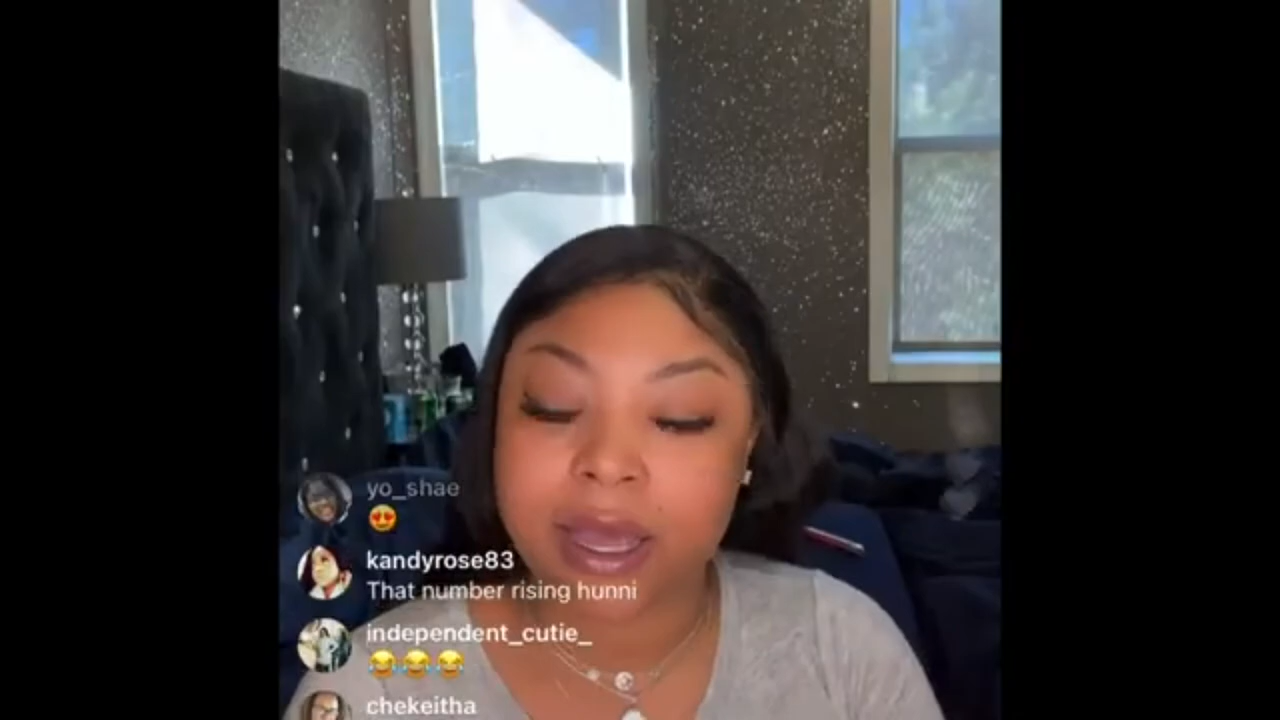 yo_shae
😍
kandyrose83
That number rising hunni
independent_cutie_
😂😂😂
chekeitha